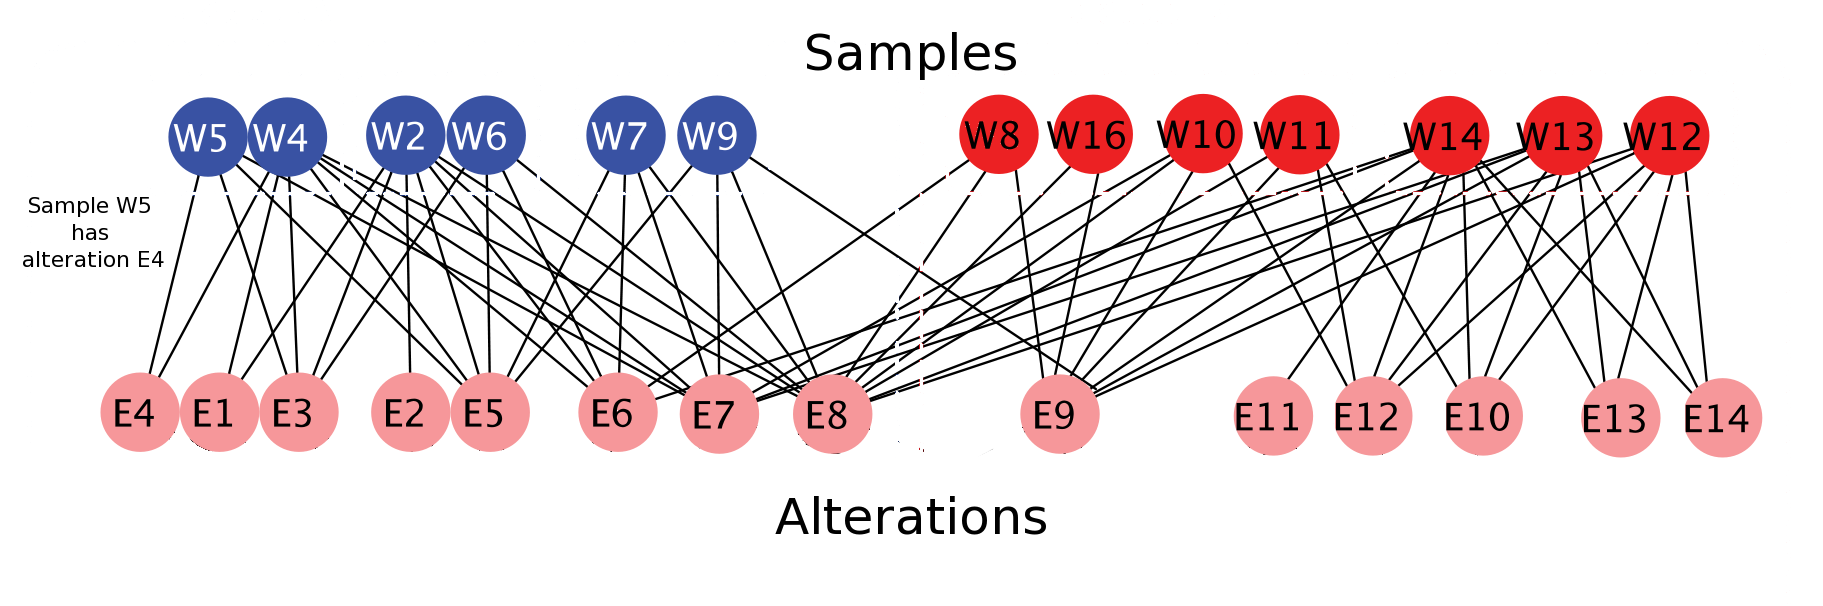 Samples
W5 W4 W2 W6 W7 W9 W8 W16 W10 W11 W14 W13 W12
Sample W5
has
alteration E4
E4 E1 E3 E2 E5 E6 E7 E8 E9 E11 E12 E10 E13 E14
Alterations